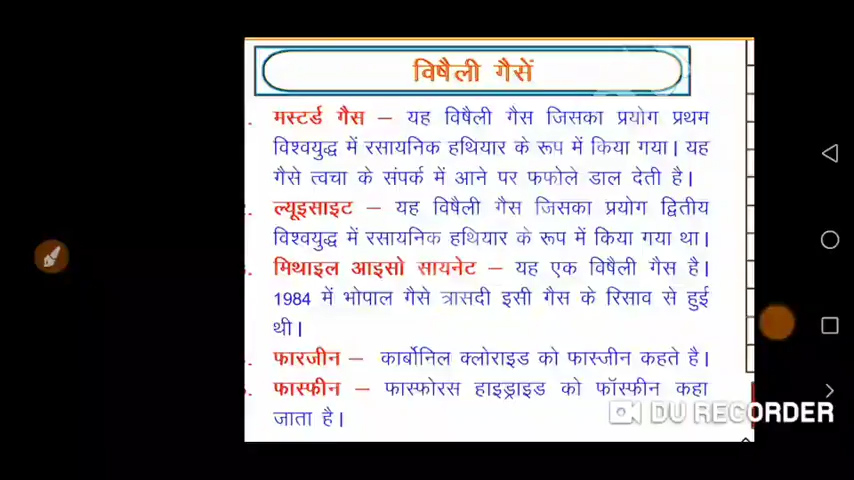 विषैली गैसें
मस्टर्ड गैस – यह विषैली गैस जिसका प्रयोग प्रथम
विश्वयुद्ध में रसायनिक हथियार के रूप में किया गया। यह
गैसे त्वचा के संपर्क में आने पर फफोले डाल देती है।
ल्यूइसाइट – यह विषैली गैस जिसका प्रयोग द्वितीय
विश्वयुद्ध में रसायनिक हथियार के रूप में किया गया था।
मिथाइल आइसो सायनेट – यह एक विषैली गैस है।
1984 में भोपाल गैसे त्रासदी इसी गैस के रिसाव से हुई
थी।
फारजीन – कार्बोनिल क्लोराइड को फास्जीन कहते है।
फास्फीन – फास्फोरस हाइड्राइड को फॉस्फीन कहा
जाता है।
DU RECORDER